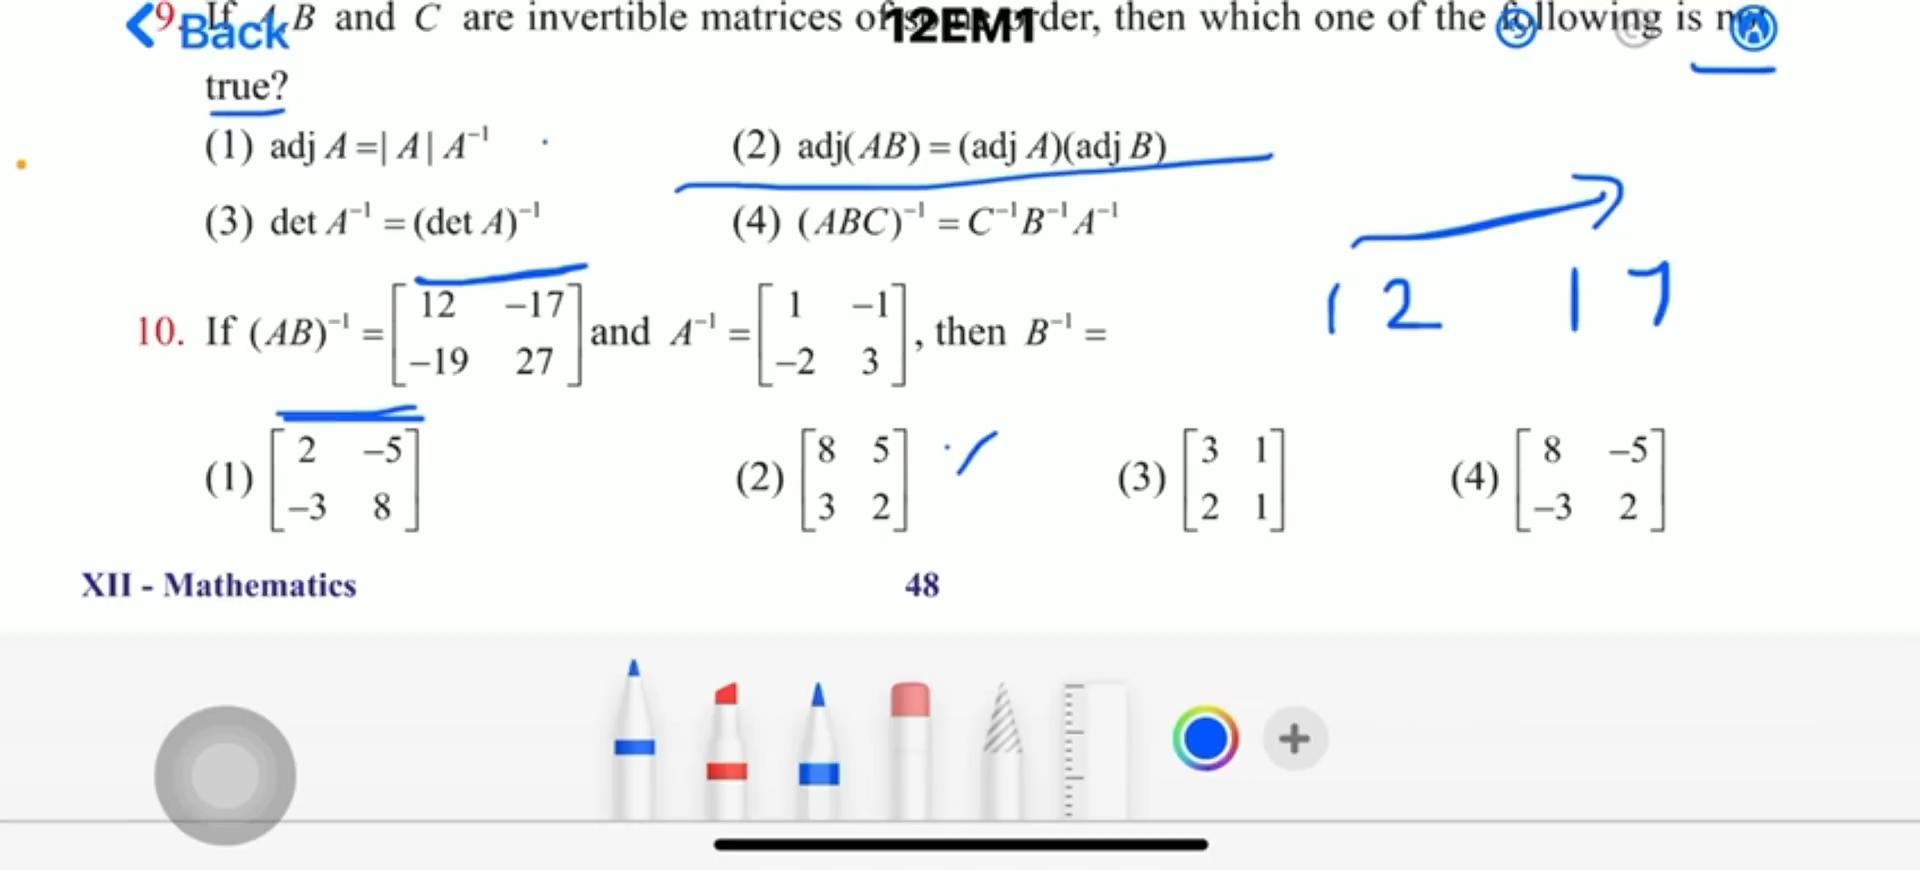 Back 12EM1
9. If A, B and C are invertible matrices of order, then which one of the following is
true?
(1) adj A =| A | A⁻¹ (2) adj(AB) = (adj A)(adj B)
(3) det A⁻¹ = (det A)⁻¹ (4) (ABC)⁻¹ = C⁻¹B⁻¹A⁻¹
12 17
10. If (AB)⁻¹ = [12 −17; −19 27] and A⁻¹ = [1 −1; −2 3], then B⁻¹ =
(1) [2 −5; −3 8] (2) [8 5; 3 2] (3) [3 1; 2 1] (4) [8 −5; −3 2]
XII - Mathematics 48